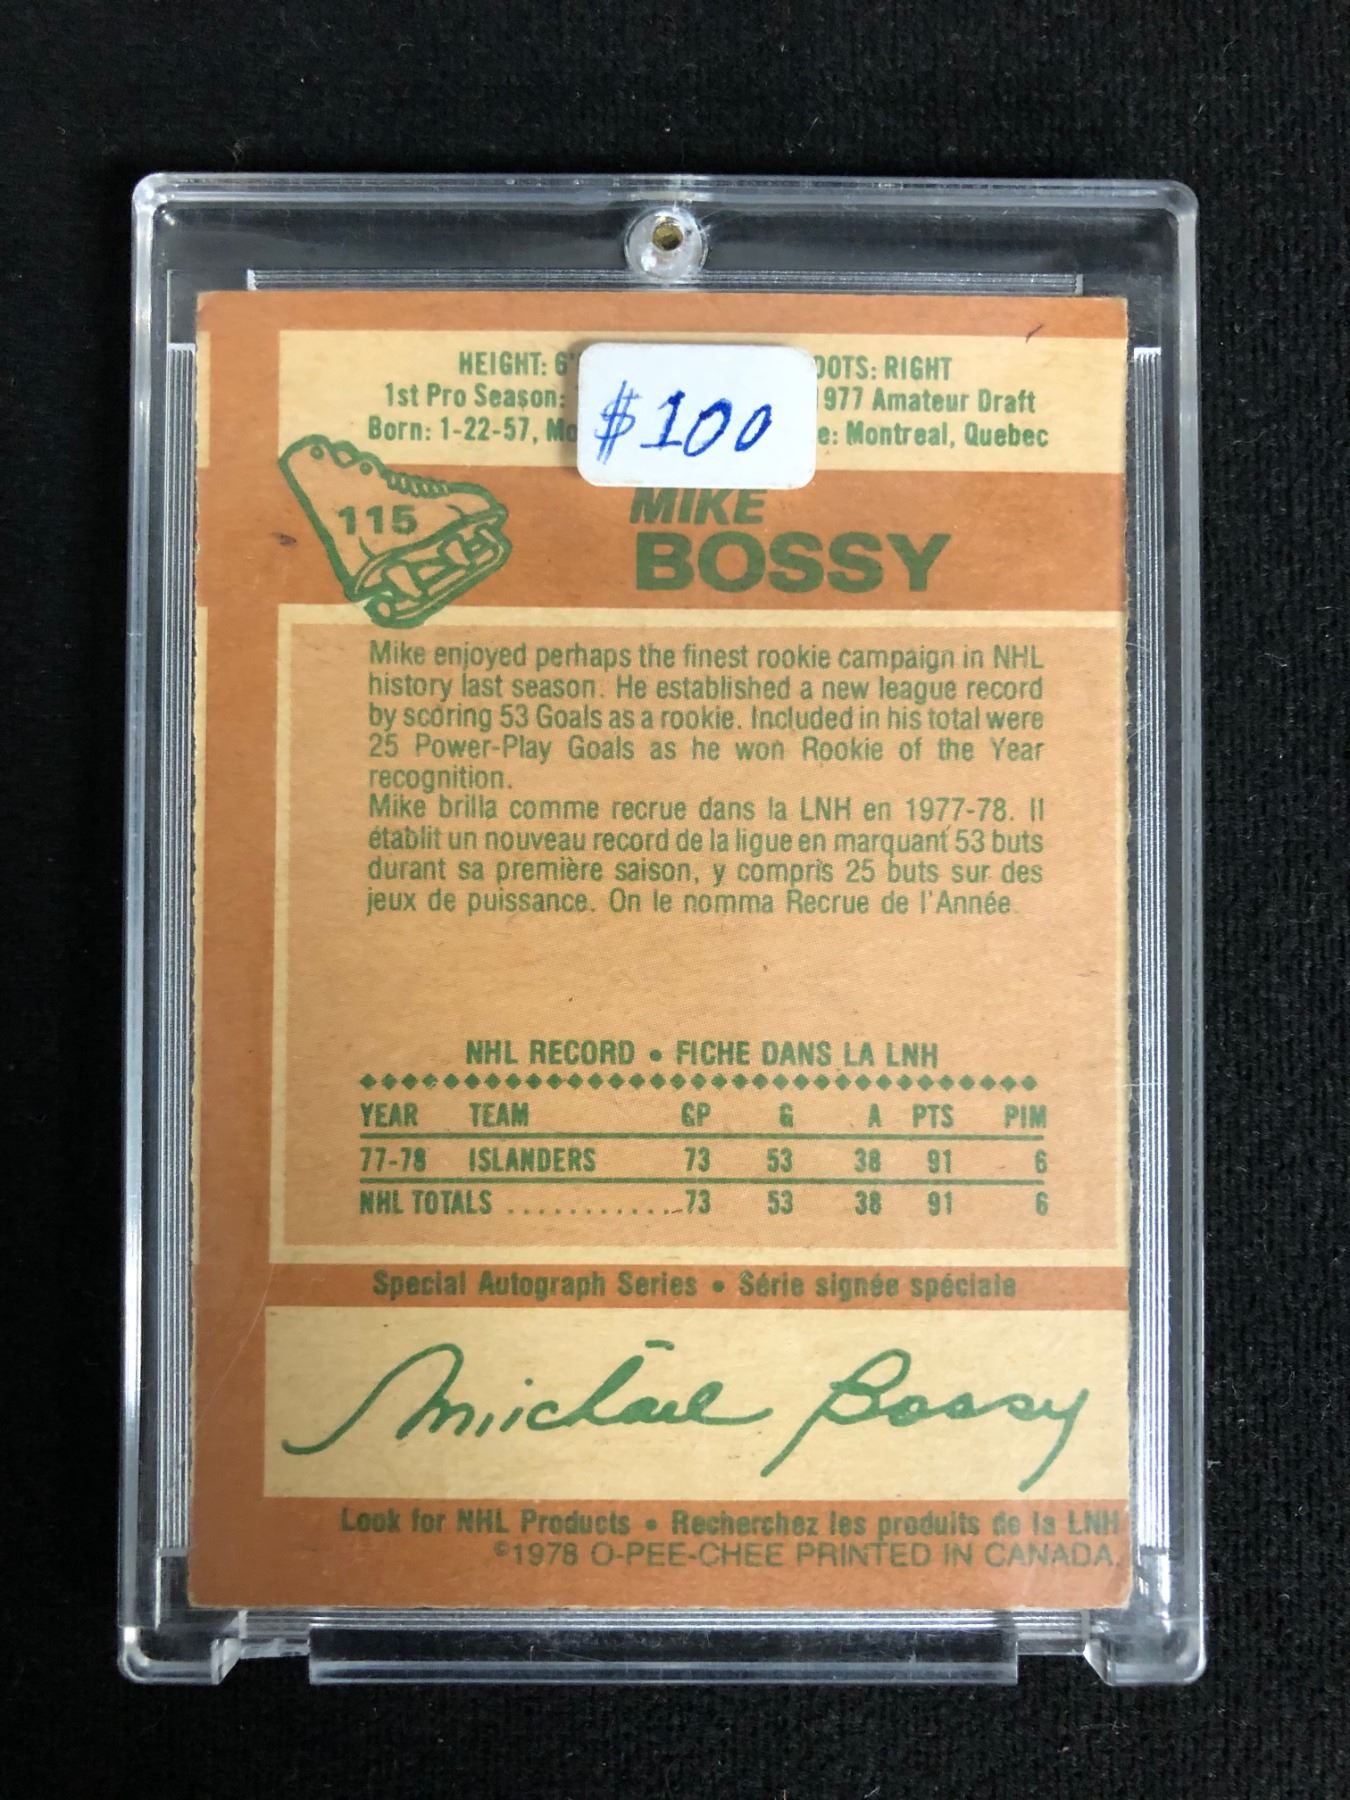 HEIGHT: 6' OOTS: RIGHT
1st Pro Season: 1977 Amateur Draft
Born: 1-22-57, Mo e: Montreal, Quebec
$100
115
MIKE
BOSSY
Mike enjoyed perhaps the finest rookie campaign in NHL
history last season. He established a new league record
by scoring 53 Goals as a rookie. Included in his total were
25 Power-Play Goals as he won Rookie of the Year
recognition.
Mike brilla comme recrue dans la LNH en 1977-78. Il
établit un nouveau record de la ligue en marquant 53 buts
durant sa première saison, y compris 25 buts sur des
jeux de puissance. On le nomma Recrue de l'Année.
NHL RECORD • FICHE DANS LA LNH
YEAR TEAM GP G A PTS PIM
77-78 ISLANDERS 73 53 38 91 6
NHL TOTALS ............ 73 53 38 91 6
Special Autograph Series • Série signée spéciale
Michael Bossy
Look for NHL Products • Recherchez les produits de la LNH
©1978 O-PEE-CHEE PRINTED IN CANADA.